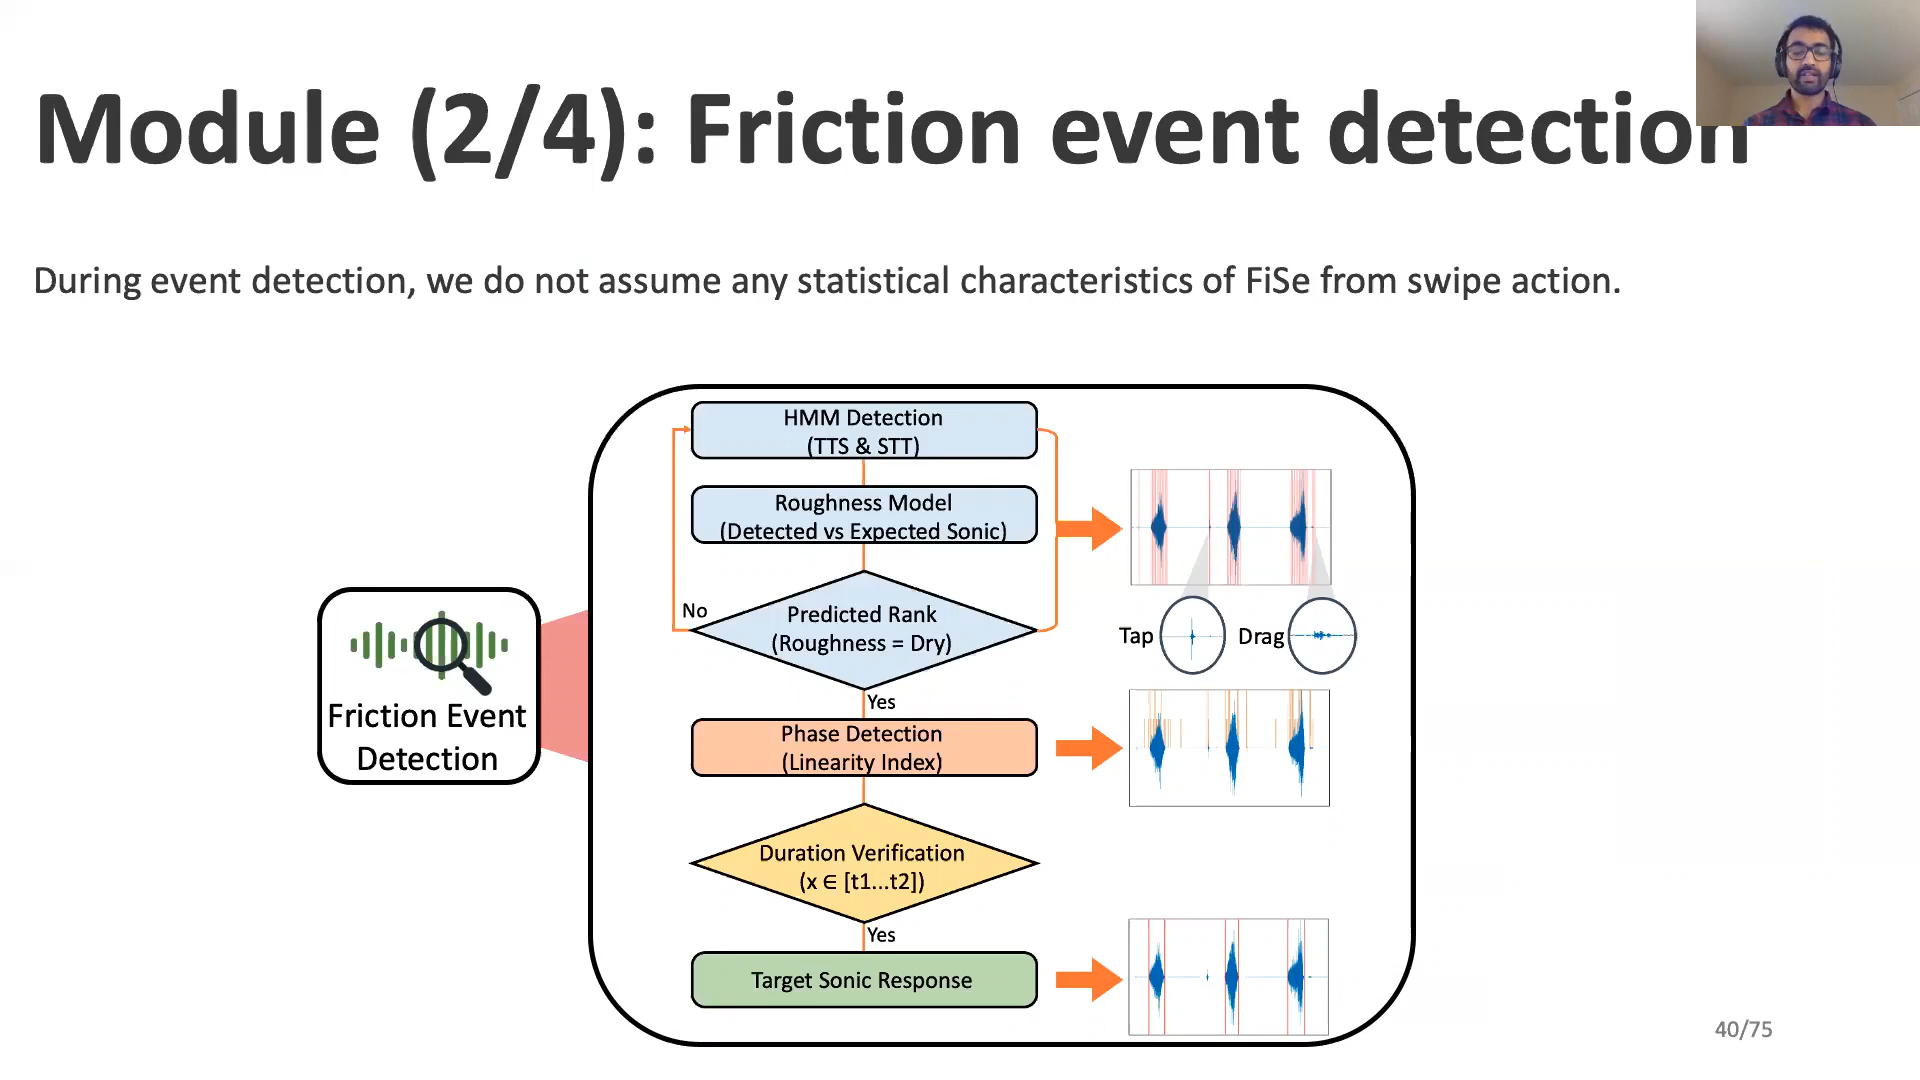 Module (2/4): Friction event detection
During event detection, we do not assume any statistical characteristics of FiSe from swipe action.
HMM Detection
(TTS & STT)
Roughness Model
(Detected vs Expected Sonic)
No
Predicted Rank
(Roughness = Dry)
Tap
Drag
Yes
Friction Event
Detection
Phase Detection
(Linearity Index)
Duration Verification
(x ∈ [t1...t2])
Yes
Target Sonic Response
40/75